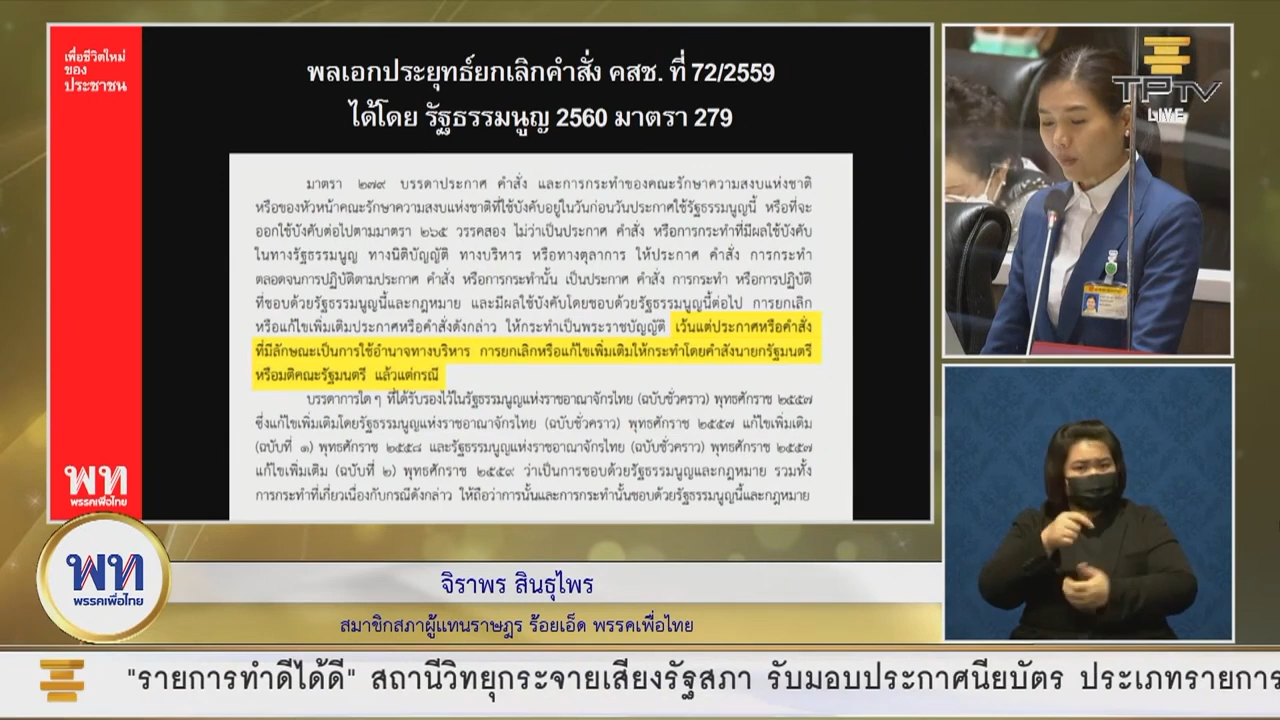 เพื่อชีวิตใหม่
ของ
ประชาชน
พลเอกประยุทธ์ยกเลิกคำสั่ง คสช. ที่ 72/2559
ได้โดย รัฐธรรมนูญ 2560 มาตรา 279
มาตรา ๒๗๙ บรรดาประกาศ คำสั่ง และการกระทำของคณะรักษาความสงบแห่งชาติ
หรือของหัวหน้าคณะรักษาความสงบแห่งชาติที่ใช้บังคับอยู่ในวันก่อนวันประกาศใช้รัฐธรรมนูญนี้ หรือที่จะ
ออกใช้บังคับต่อไปตามมาตรา ๒๖๕ วรรคสอง ไม่ว่าเป็นประกาศ คำสั่ง หรือการกระทำที่มีผลใช้บังคับ
ในทางรัฐธรรมนูญ ทางนิติบัญญัติ ทางบริหาร หรือทางตุลาการ ให้ประกาศ คำสั่ง การกระทำ
ตลอดจนการปฏิบัติตามประกาศ คำสั่ง หรือการกระทำนั้น เป็นประกาศ คำสั่ง การกระทำ หรือการปฏิบัติ
ที่ชอบด้วยรัฐธรรมนูญนี้และกฎหมาย และมีผลใช้บังคับโดยชอบด้วยรัฐธรรมนูญนี้ต่อไป การยกเลิก
หรือแก้ไขเพิ่มเติมประกาศหรือคำสั่งดังกล่าว ให้กระทำเป็นพระราชบัญญัติ เว้นแต่ประกาศหรือคำสั่ง
ที่มีลักษณะเป็นการใช้อำนาจทางบริหาร การยกเลิกหรือแก้ไขเพิ่มเติมให้กระทำโดยคำสั่งนายกรัฐมนตรี
หรือมติคณะรัฐมนตรี แล้วแต่กรณี
บรรดาการใด ๆ ที่ได้รับรองไว้ในรัฐธรรมนูญแห่งราชอาณาจักรไทย (ฉบับชั่วคราว) พุทธศักราช ๒๕๕๗
ซึ่งแก้ไขเพิ่มเติมโดยรัฐธรรมนูญแห่งราชอาณาจักรไทย (ฉบับชั่วคราว) พุทธศักราช ๒๕๕๗ แก้ไขเพิ่มเติม
(ฉบับที่ ๑) พุทธศักราช ๒๕๕๘ และรัฐธรรมนูญแห่งราชอาณาจักรไทย (ฉบับชั่วคราว) พุทธศักราช ๒๕๕๗
แก้ไขเพิ่มเติม (ฉบับที่ ๒) พุทธศักราช ๒๕๕๙ ว่าเป็นการชอบด้วยรัฐธรรมนูญและกฎหมาย รวมทั้ง
การกระทำที่เกี่ยวเนื่องกับกรณีดังกล่าว ให้ถือว่าการนั้นและการกระทำนั้นชอบด้วยรัฐธรรมนูญนี้และกฎหมาย
พท
พรรคเพื่อไทย
TPTV
LIVE
พท
พรรคเพื่อไทย
จิราพร สินธุไพร
สมาชิกสภาผู้แทนราษฎร ร้อยเอ็ด พรรคเพื่อไทย
"รายการทำดีได้ดี" สถานีวิทยุกระจายเสียงรัฐสภา รับมอบประกาศนียบัตร ประเภทรายการ